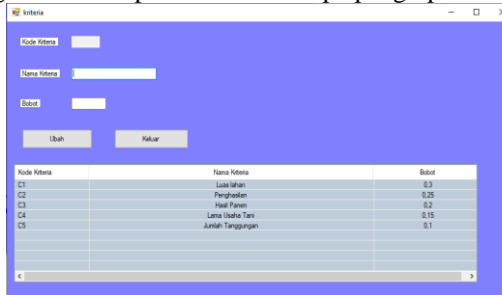 kriteria
Kode Kriteria
Nama Kriteria
Bobot
Ubah Keluar
Kode Kriteria Nama Kriteria Bobot
C1 Luas lahan 0,3
C2 Penghasilan 0,25
C3 Hasil Panen 0,2
C4 Lama Usaha Tani 0,15
C5 Jumlah Tanggungan 0,1